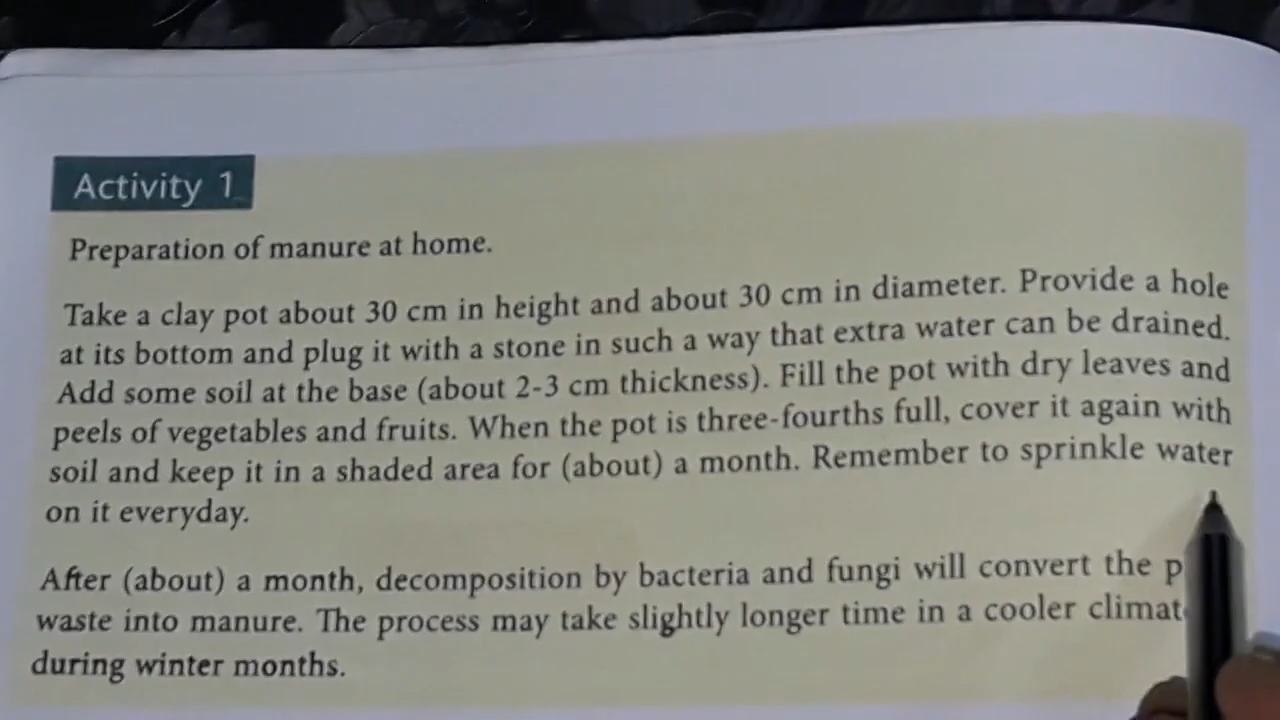 Activity 1
Preparation of manure at home.
Take a clay pot about 30 cm in height and about 30 cm in diameter. Provide a hole
at its bottom and plug it with a stone in such a way that extra water can be drained.
Add some soil at the base (about 2-3 cm thickness). Fill the pot with dry leaves and
peels of vegetables and fruits. When the pot is three-fourths full, cover it again with
soil and keep it in a shaded area for (about) a month. Remember to sprinkle water
on it everyday.
After (about) a month, decomposition by bacteria and fungi will convert the
waste into manure. The process may take slightly longer time in a cooler
during winter months.